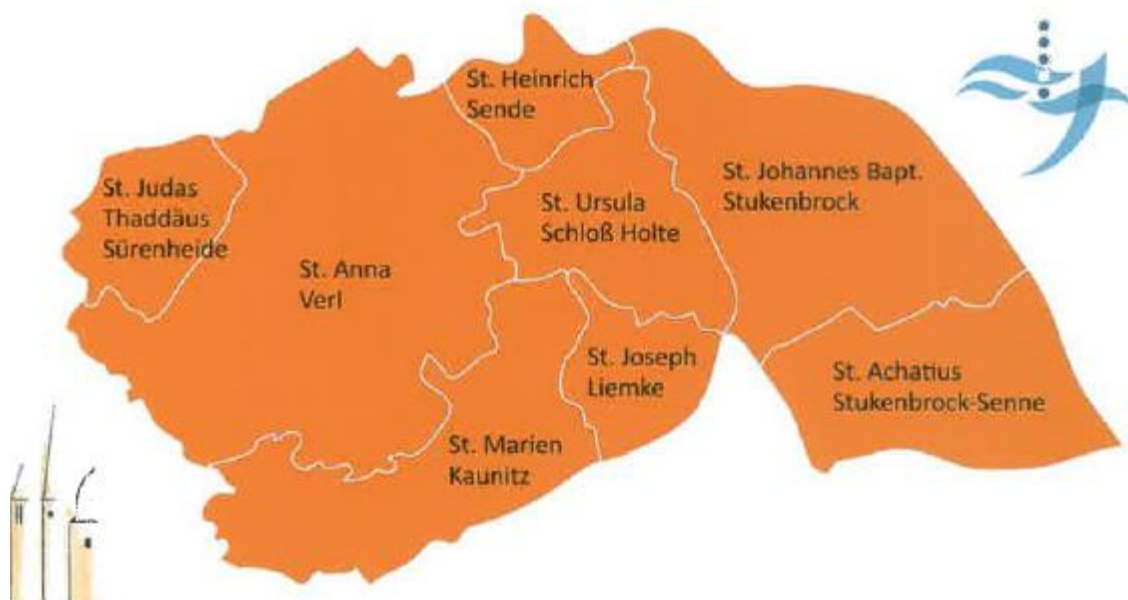 St. Heinrich
Sende
St. Judas
Thaddäus
Sürenheide
St. Anna
Verl
St. Ursula
Schloß Holte
St. Johannes Bapt.
Stukenbrock
St. Joseph
Liemke
St. Achatius
Stukenbrock-Senne
St. Marien
Kaunitz